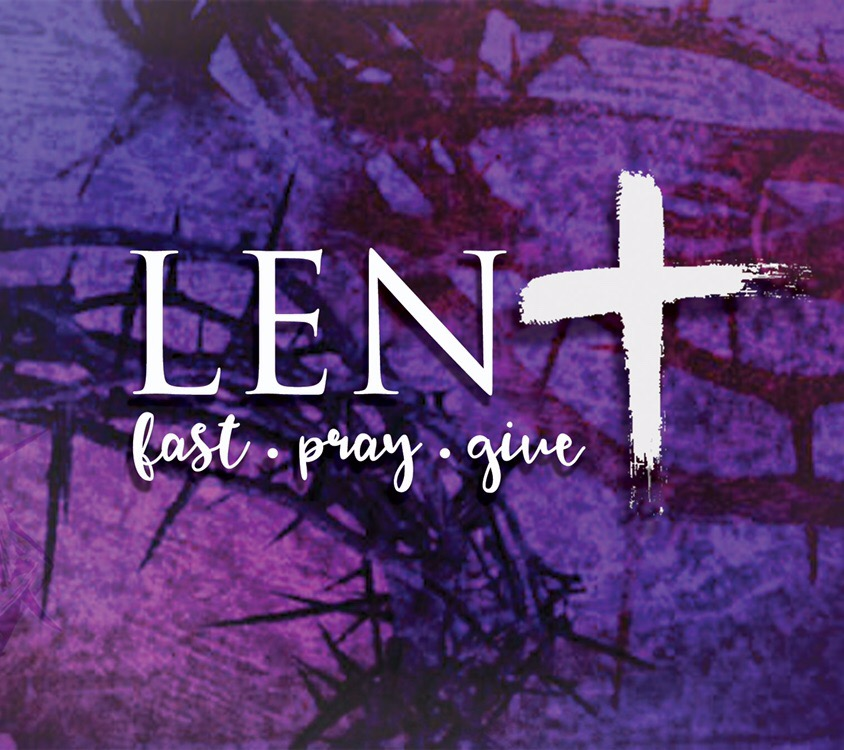 LENT
fast . pray . give